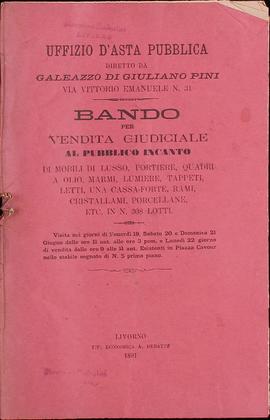 UFFIZIO D'ASTA PUBBLICA
DIRETTO DA
GALEAZZO DI GIULIANO PINI
VIA VITTORIO EMANUELE N. 31
BANDO
PER
VENDITA GIUDICIALE
AL PUBBLICO INCANTO
DI MOBILI DI LUSSO, PORTIERE, QUADRI
A OLIO, MARMI, LUMIERE, TAPPETI,
LETTI, UNA CASSA-FORTE, RAMI,
CRISTALLAMI, PORCELLANE,
ETC. IN N. 308 LOTTI.
Visita nei giorni di Venerdì 19, Sabato 20 e Domenica 21
Giugno dalle ore 11 ant. alle ore 3 pom. e Lunedì 22 giorno
di vendita dalle ore 9 alle 11 ant. Esistenti in Piazza Cavour
nello stabile segnato di N. 5 primo piano.
LIVORNO
TIP. ECONOMICA A. DEBATTE
1891